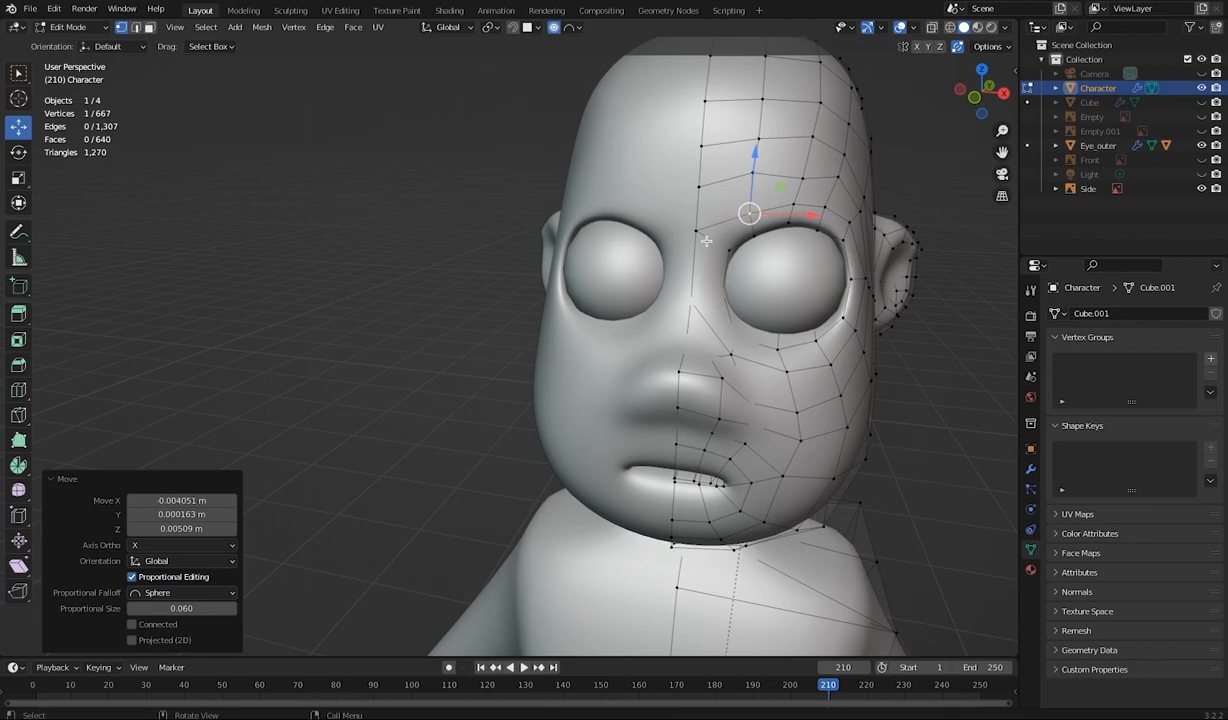 File Edit Render Window Help Layout Modeling Sculpting UV Editing Texture Paint Shading Animation Rendering Compositing Geometry Nodes Scripting + Scene ViewLayer
Edit Mode View Select Add Mesh Vertex Edge Face UV Global
Orientation: Default Drag: Select Box X Y Z Options
User Perspective
(210) Character
Objects 1/4
Vertices 1/667
Edges 0/1,307
Faces 0/640
Triangles 1,270
Z
Y
X
Scene Collection
Collection
Camera
Character
Cube
Empty
Empty.001
Eye_outer
Front
Light
Side
Character > Cube.001
Cube.001
Vertex Groups
Shape Keys
UV Maps
Color Attributes
Face Maps
Attributes
Normals
Texture Space
Remesh
Geometry Data
Custom Properties
Move
Move X -0.004051 m
Y 0.000163 m
Z 0.00509 m
Axis Ortho X
Orientation Global
Proportional Editing
Proportional Falloff Sphere
Proportional Size 0.060
Connected
Projected (2D)
Playback Keying View Marker 210 Start 1 End 250
0 10 20 30 40 50 60 70 80 90 100 110 120 130 140 150 160 170 180 190 200 210 220 230 240 250
Select Rotate View Call Menu 3.2.2